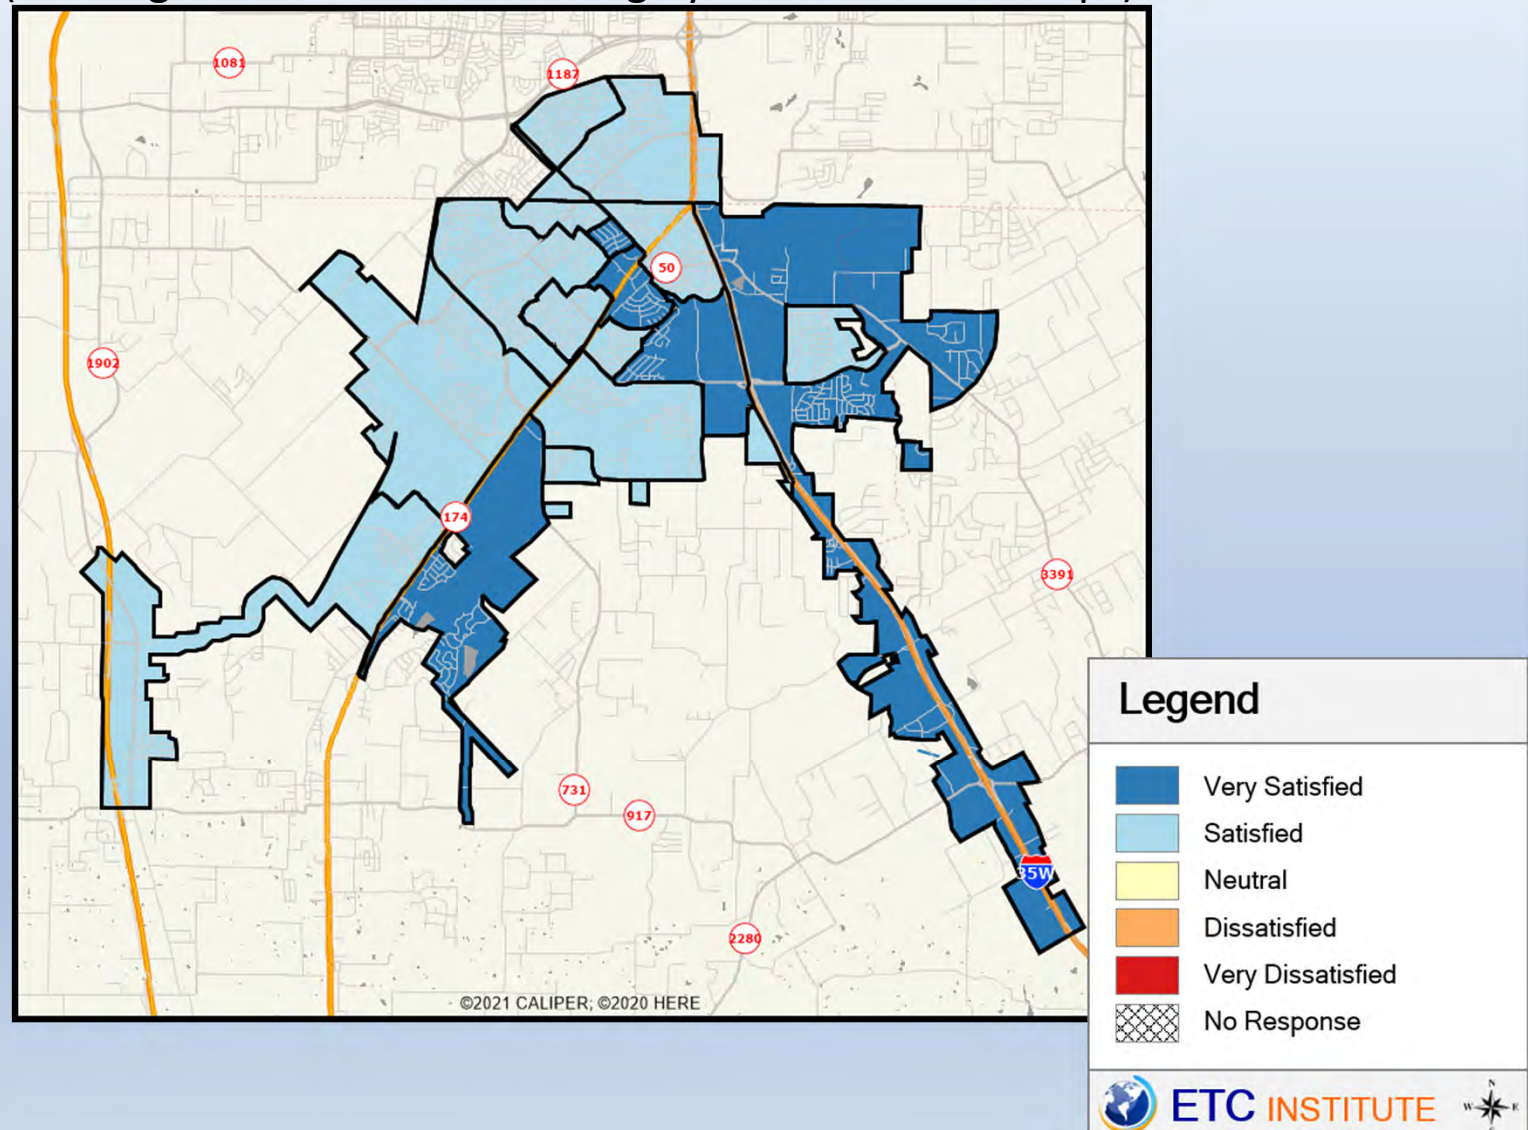 1081
1187
50
1902
174
3391
731
917
2280
35W
©2021 CALIPER; ©2020 HERE
Legend
Very Satisfied
Satisfied
Neutral
Dissatisfied
Very Dissatisfied
No Response
ETC INSTITUTE
N
W E